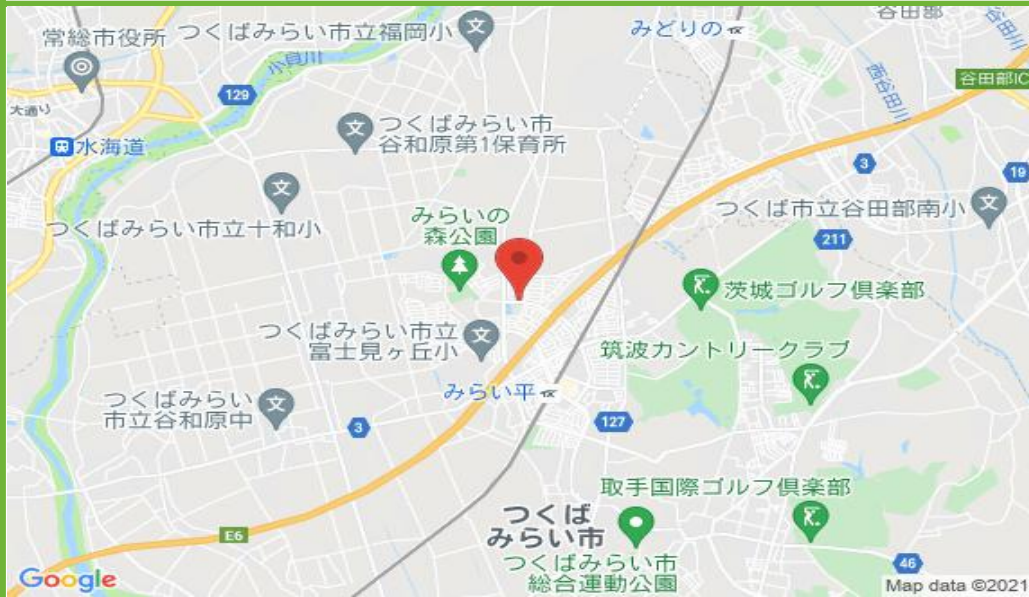 常総市役所
つくばみらい市立福岡小
文
みどりの
谷田部
谷田部IC
大通り
129
小貝川
西谷田川
水海道
文
つくばみらい市
谷和原第1保育所
3
19
文
つくばみらい市立十和小
みらいの
森公園
つくば市立谷田部南小
文
211
茨城ゴルフ倶楽部
つくばみらい市立
富士見ヶ丘小
文
筑波カントリークラブ
みらい平
つくばみらい
市立谷和原中
文
3
127
取手国際ゴルフ倶楽部
E6
つくば
みらい市
つくばみらい市
総合運動公園
46
Google
Map data ©2021